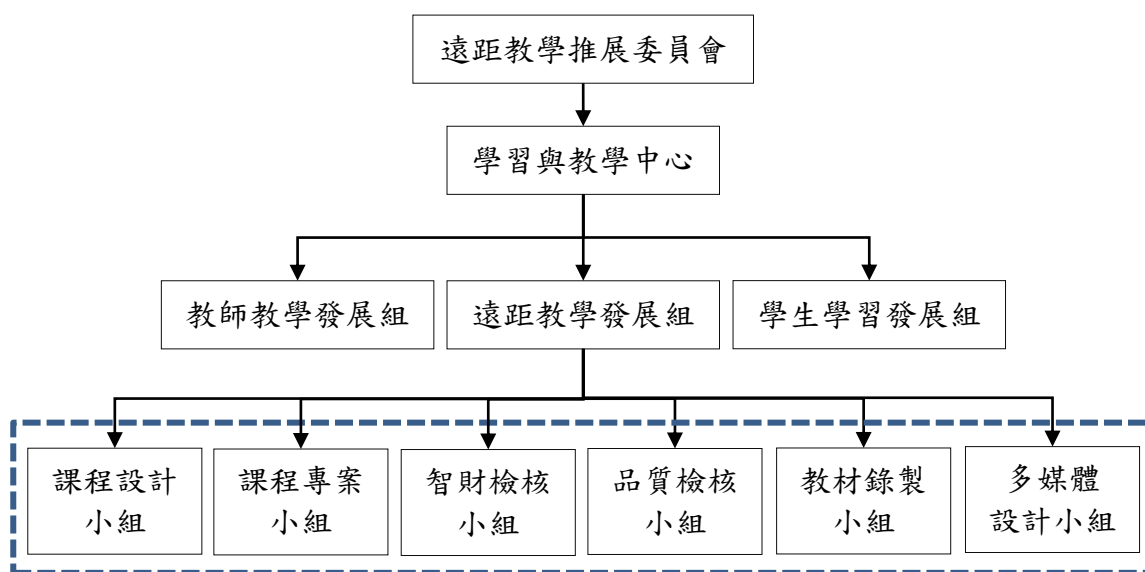 遠距教學推展委員會
學習與教學中心
教師教學發展組
遠距教學發展組
學生學習發展組
課程設計
小組
課程專案
小組
智財檢核
小組
品質檢核
小組
教材錄製
小組
多媒體
設計小組